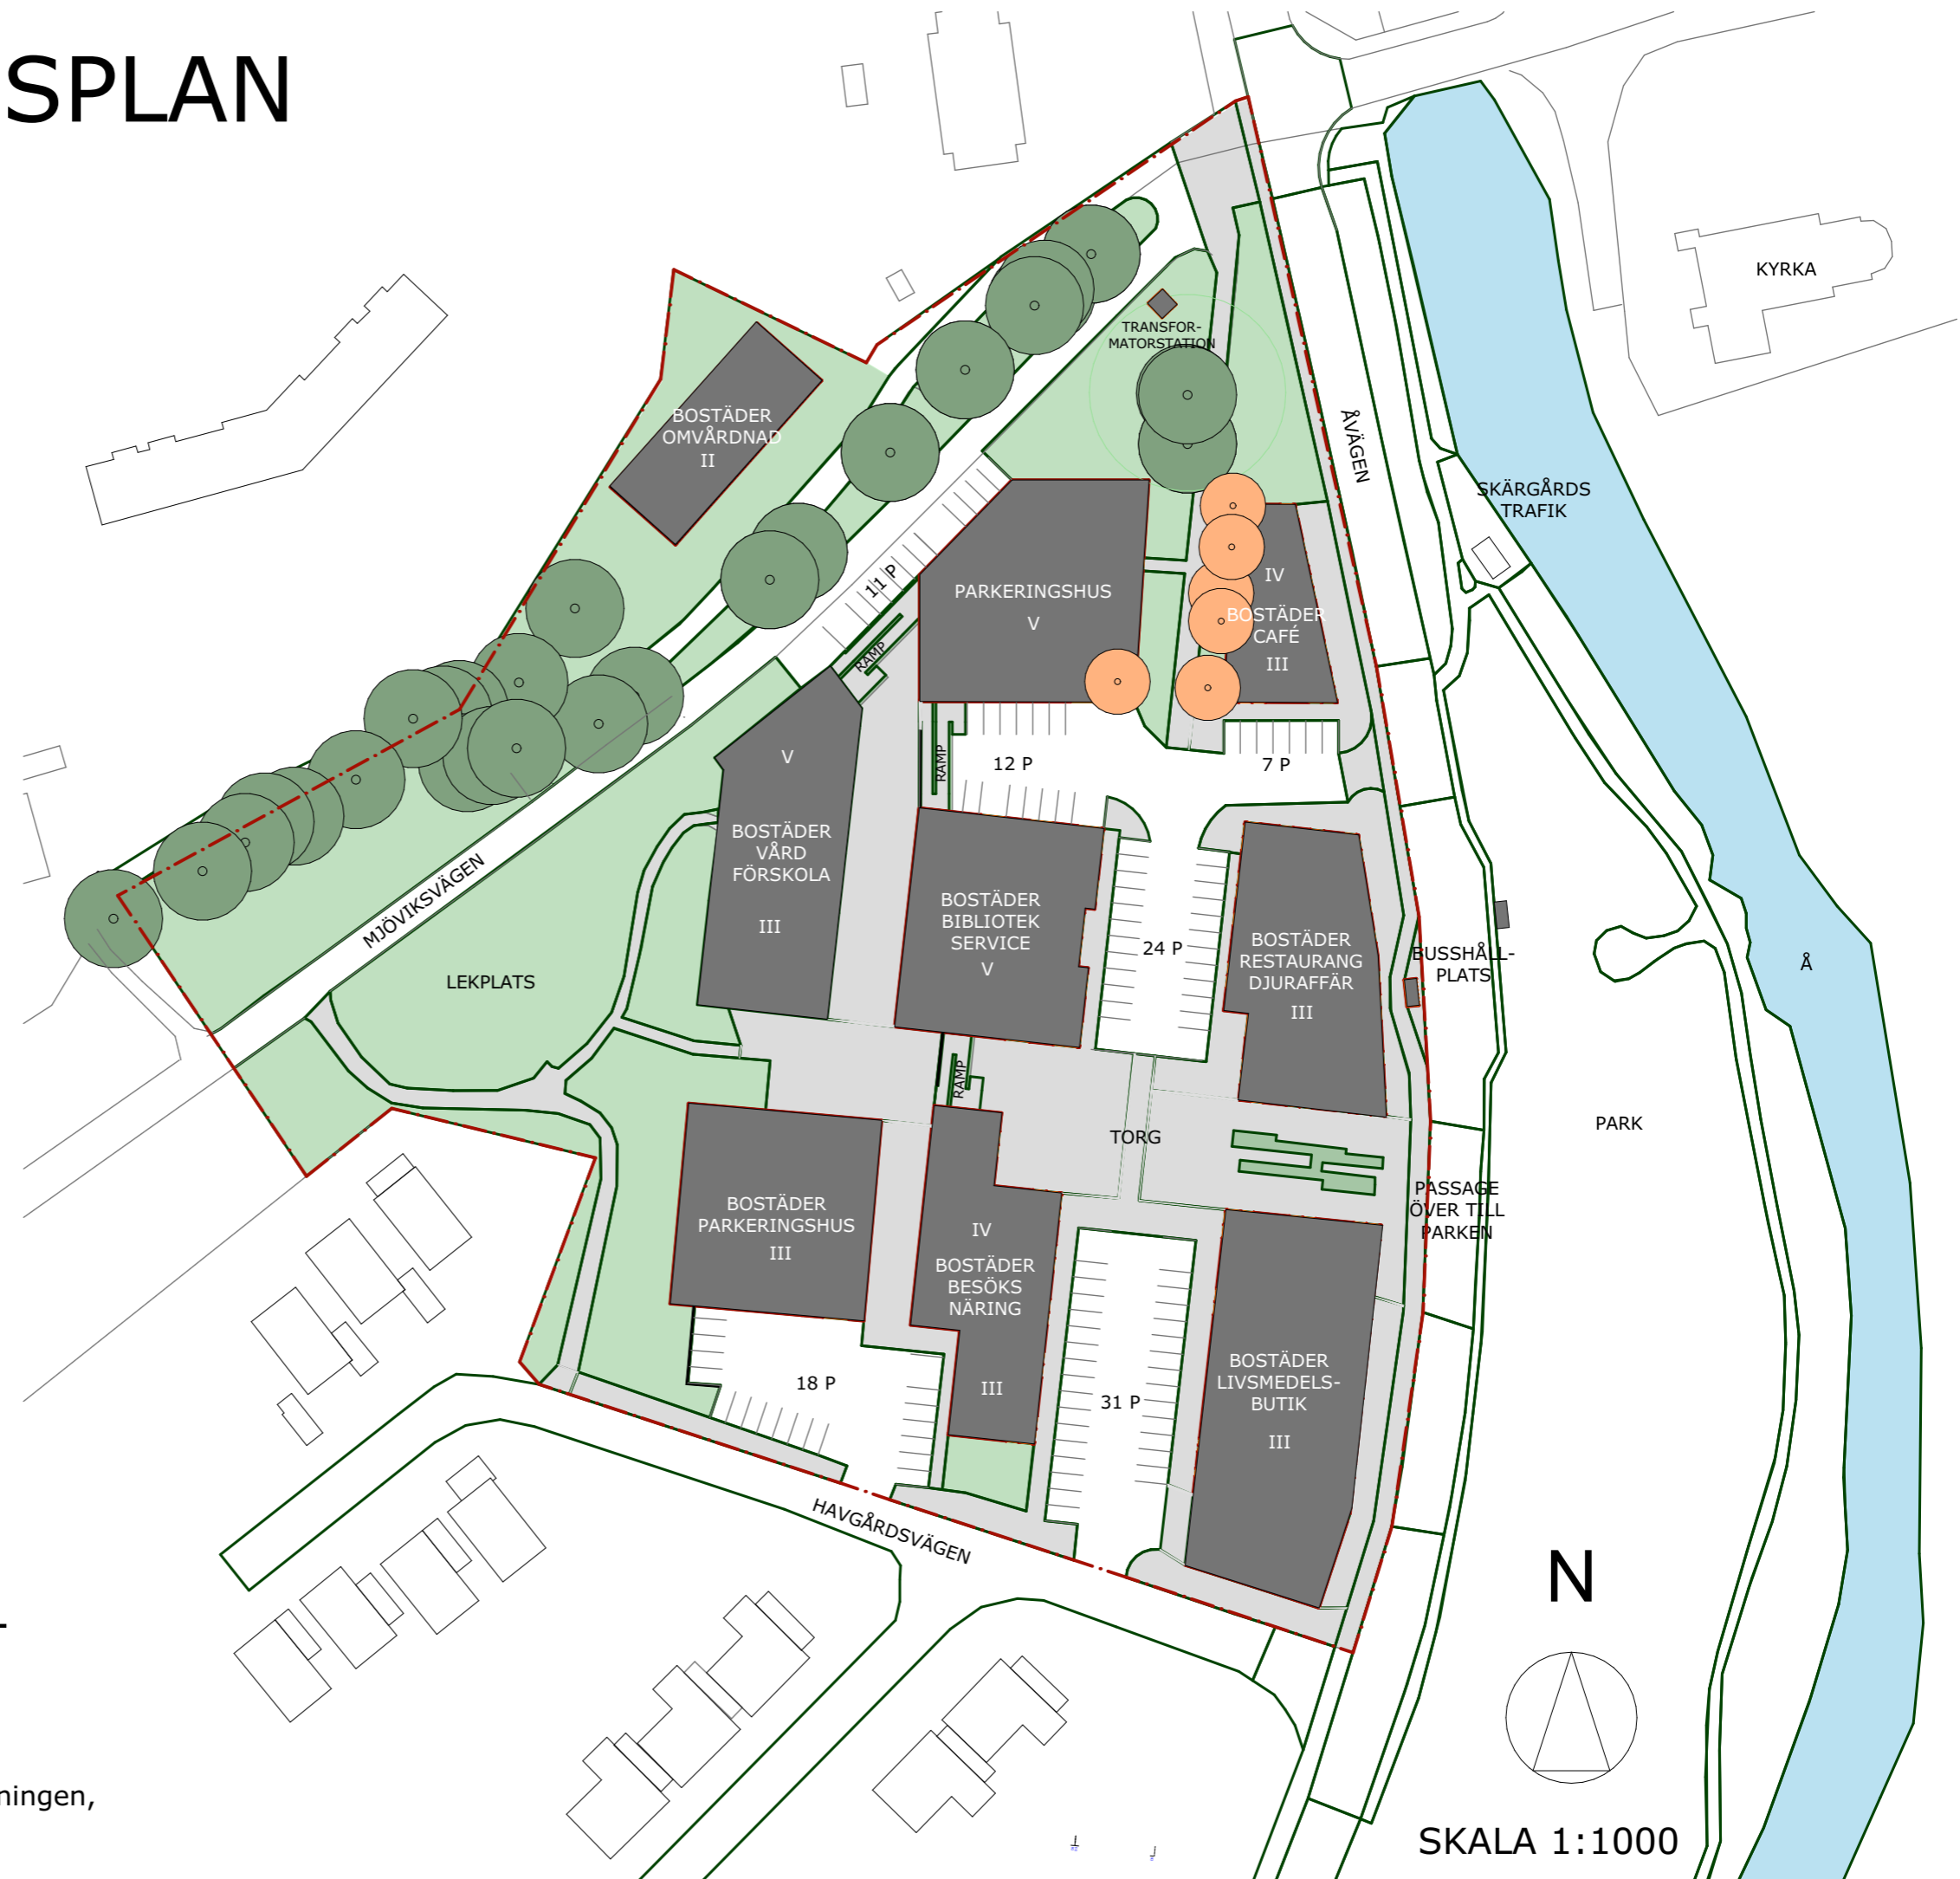 SPLAN
KYRKA
TRANSFOR-
MATORSTATION
BOSTÄDER
OMVÅRDNAD
II
ÅVÄGEN
SKÄRGÅRDS
TRAFIK
11 P
PARKERINGSHUS
V
IV
BOSTÄDER
CAFÉ
III
RAMP
V
RAMP
12 P
7 P
BOSTÄDER
VÅRD
FÖRSKOLA
III
MJÖVIKSVÄGEN
BOSTÄDER
BIBLIOTEK
SERVICE
V
24 P
BOSTÄDER
RESTAURANG
DJURAFFÄR
III
BUSSHÅLL-
PLATS
Å
LEKPLATS
RAMP
TORG
PARK
PASSAGE
ÖVER TILL
PARKEN
BOSTÄDER
PARKERINGSHUS
III
IV
BOSTÄDER
BESÖKS
NÄRING
III
18 P
31 P
BOSTÄDER
LIVSMEDELS-
BUTIK
III
HAVGÅRDSVÄGEN
N
SKALA 1:1000
ningen,